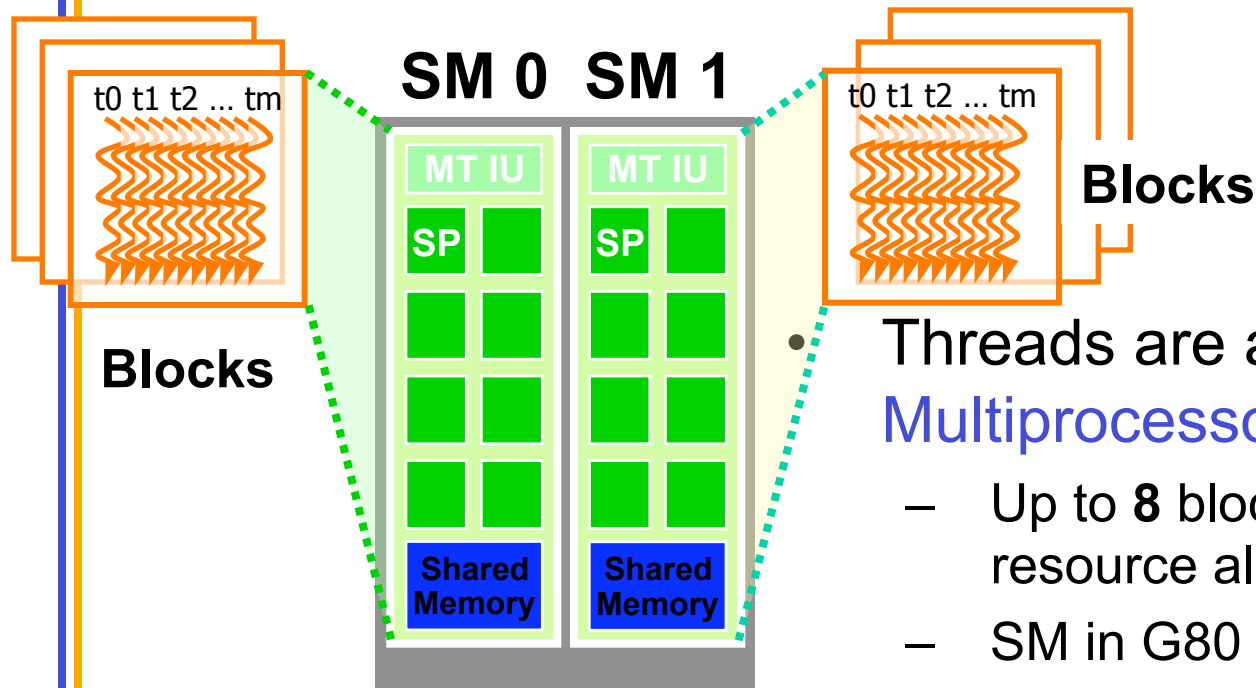 SM 0 SM 1
t0 t1 t2 ... tm
t0 t1 t2 ... tm
MT IU
MT IU
Blocks
SP
SP
Blocks
Shared
Memory
Shared
Memory
• Threads are a
Multiprocesso
– Up to 8 bloc
resource al
– SM in G80